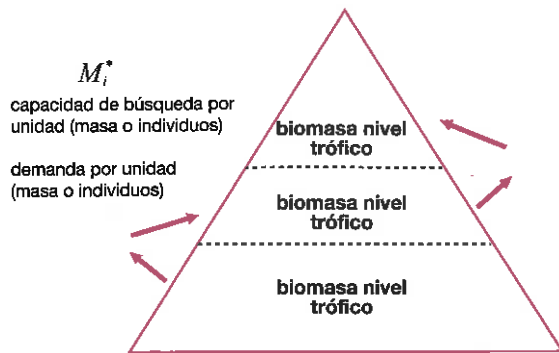 M*i
capacidad de búsqueda por
unidad (masa o individuos)
demanda por unidad
(masa o individuos)
biomasa nivel
trófico
biomasa nivel
trófico
biomasa nivel
trófico